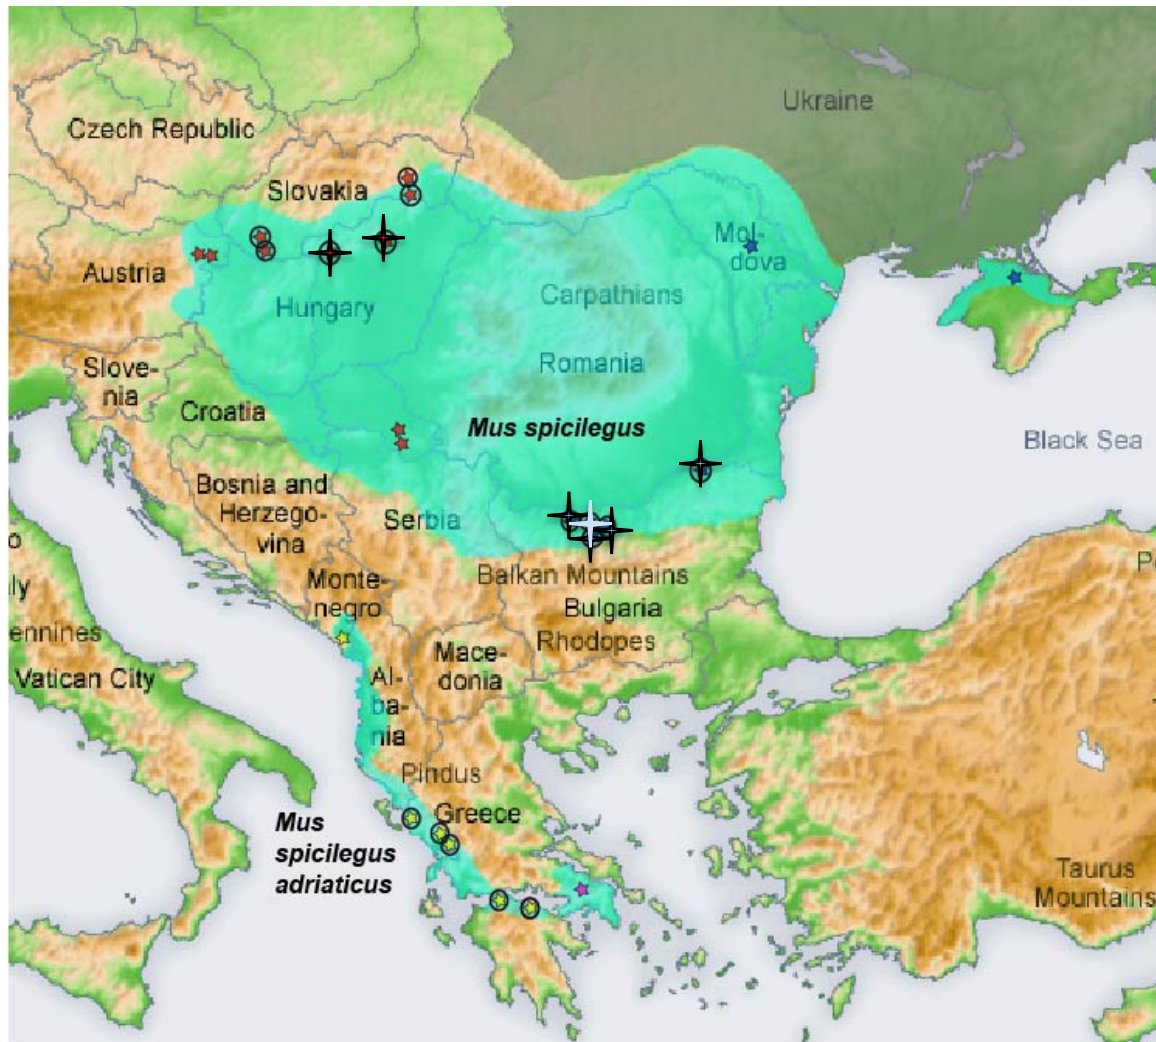 Ukraine
Czech Republic
Slovakia
Mol-
dova
Austria
Hungary
Carpathians
Romania
Slove-
nia
Croatia
Mus spicilegus
Black Sea
Bosnia and
Herzego-
vina
Serbia
Monte-
negro
Balkan Mountains
Bulgaria
Rhodopes
Mace-
donia
ennines
Vatican City
Al-
ba-
nia
Pindus
Greece
Mus
spicilegus
adriaticus
Taurus
Mountains